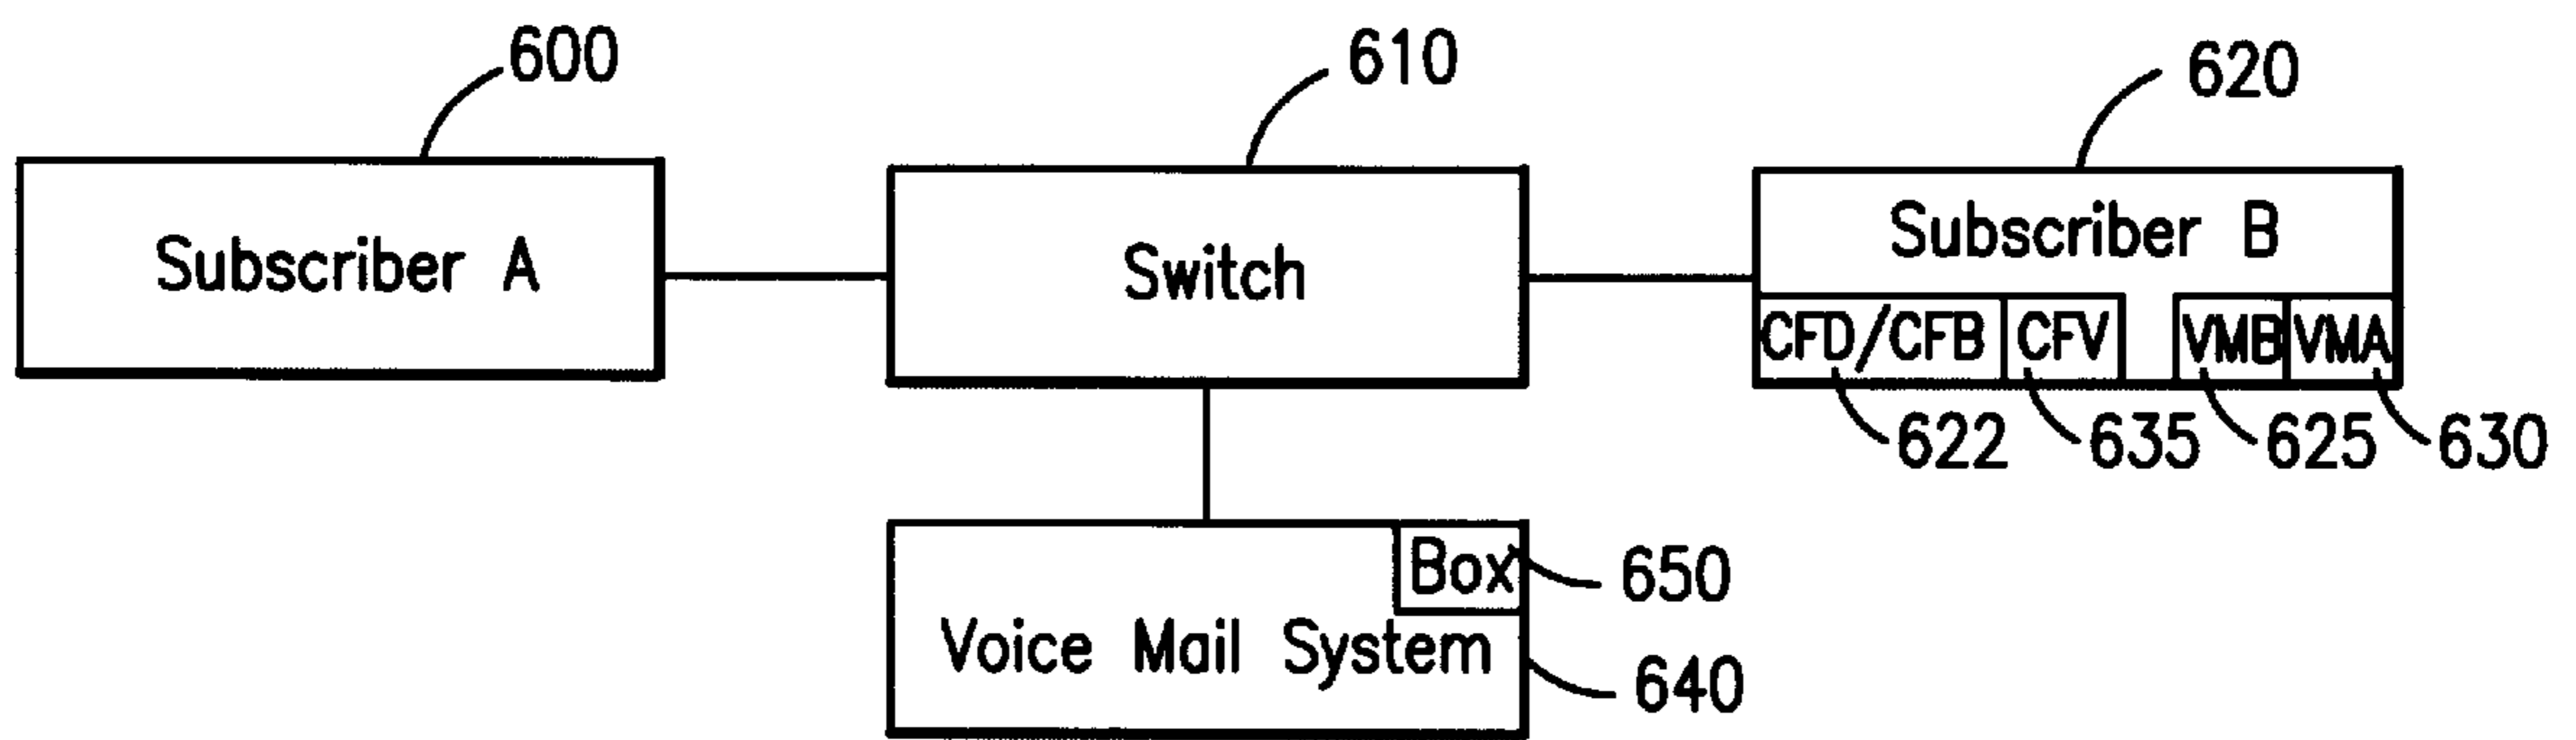 600
610
620
Subscriber A
Switch
Subscriber B
CFD/CFB
CFV
VMB
VMA
622
635
625
630
Box
650
Voice Mail System
640